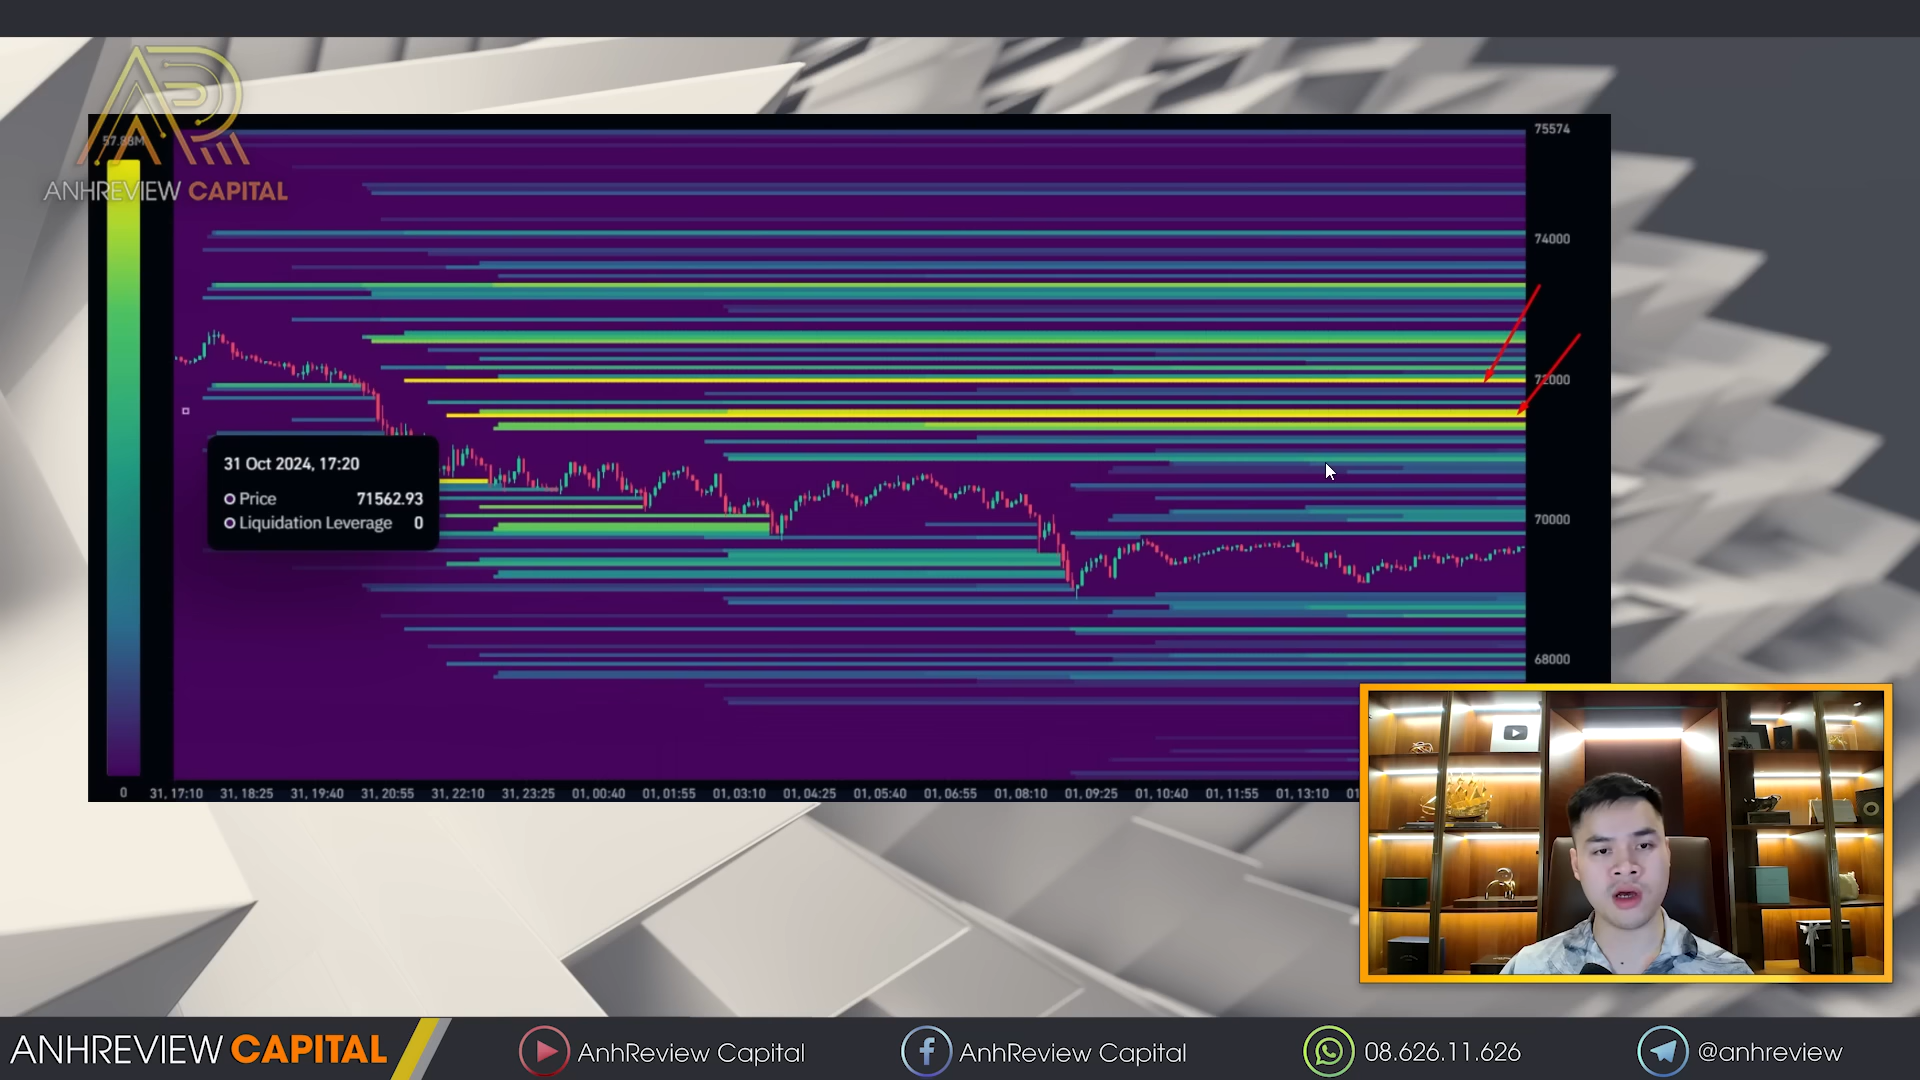 57.88M
ANHREVIEW CAPITAL
75574
74000
72000
70000
68000
31 Oct 2024, 17:20
Price 71562.93
Liquidation Leverage 0
0 31, 17:10 31, 18:25 31, 19:40 31, 20:55 31, 22:10 31, 23:25 01, 00:40 01, 01:55 01, 03:10 01, 04:25 01, 05:40 01, 06:55 01, 08:10 01, 09:25 01, 10:40 01, 11:55 01, 13:10
ANHREVIEW CAPITAL AnhReview Capital AnhReview Capital 08.626.11.626 @anhreview